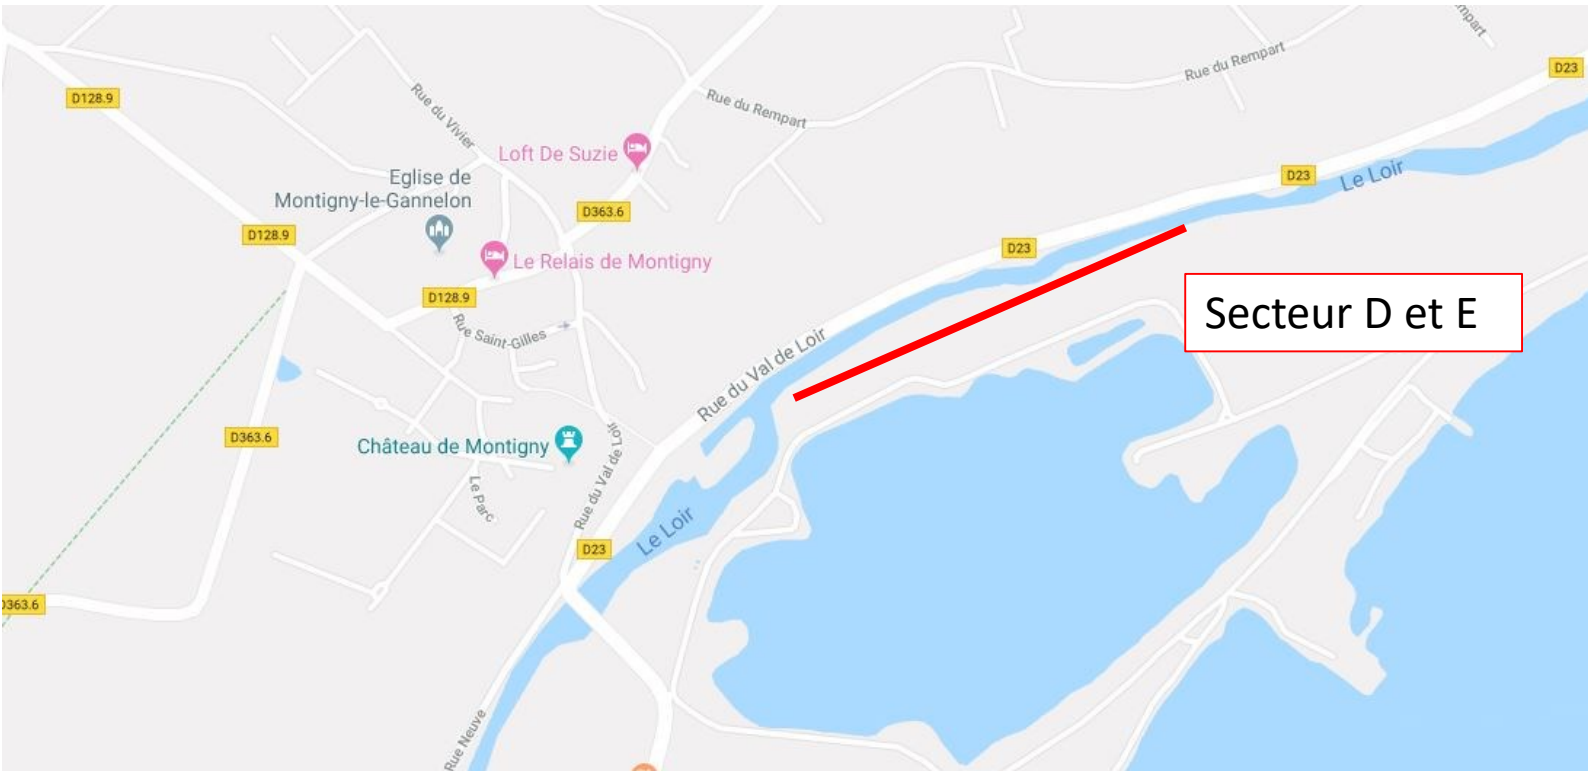 Rempart
D23
Rue du Rempart
D128.9
Rue du Vivier
Rue du Rempart
Loft De Suzie
Eglise de
Montigny-le-Gannelon
D23
Le Loir
D363.6
D128.9
D23
Le Relais de Montigny
D128.9
Rue Saint-Gilles
Secteur D et E
Rue du Val de Loir
D363.6
Château de Montigny
Rue du Val de Loir
Le Parc
Le Loir
D23
D363.6
Rue Neuve